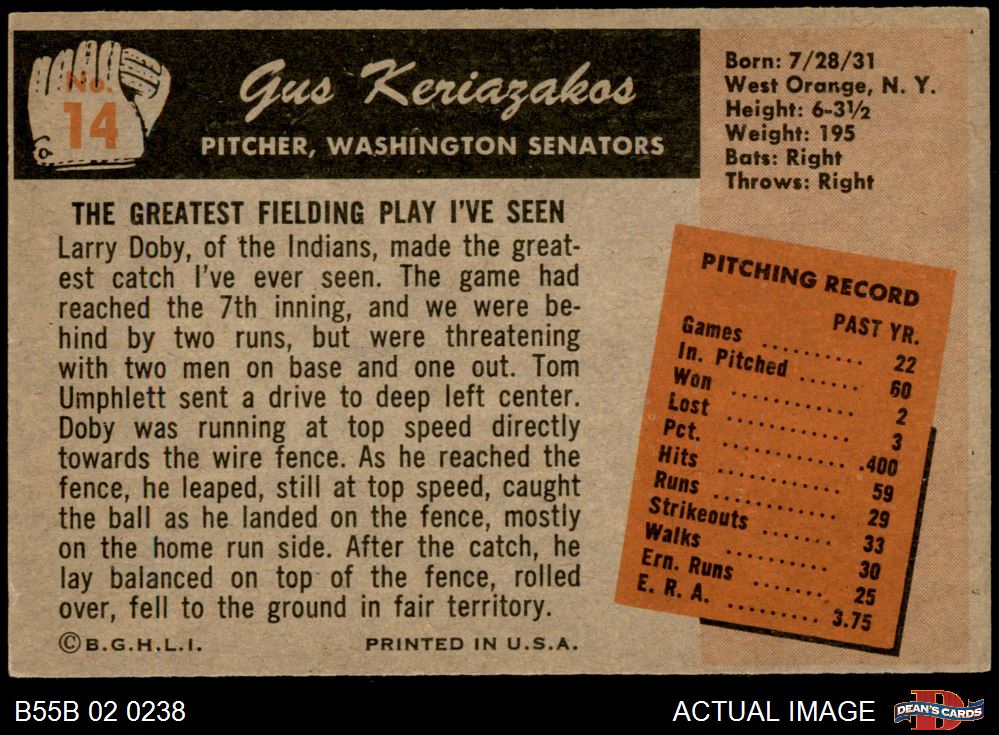 No.
14
Gus Keriazakos
PITCHER, WASHINGTON SENATORS
Born: 7/28/31
West Orange, N. Y.
Height: 6-3½
Weight: 195
Bats: Right
Throws: Right
THE GREATEST FIELDING PLAY I'VE SEEN
Larry Doby, of the Indians, made the great-
est catch I've ever seen. The game had
reached the 7th inning, and we were be-
hind by two runs, but were threatening
with two men on base and one out. Tom
Umphlett sent a drive to deep left center.
Doby was running at top speed directly
towards the wire fence. As he reached the
fence, he leaped, still at top speed, caught
the ball as he landed on the fence, mostly
on the home run side. After the catch, he
lay balanced on top of the fence, rolled
over, fell to the ground in fair territory.
©B.G.H.L.I. PRINTED IN U.S.A.
PITCHING RECORD
PAST YR.
Games .......... 22
In. Pitched ...... 60
Won ............ 2
Lost ............ 3
Pct. ............ .400
Hits ............ 59
Runs ............ 29
Strikeouts ....... 33
Walks .......... 30
Ern. Runs ...... 25
E. R. A. ......... 3.75
B55B 02 0238
ACTUAL IMAGE
DEAN'S CARDS